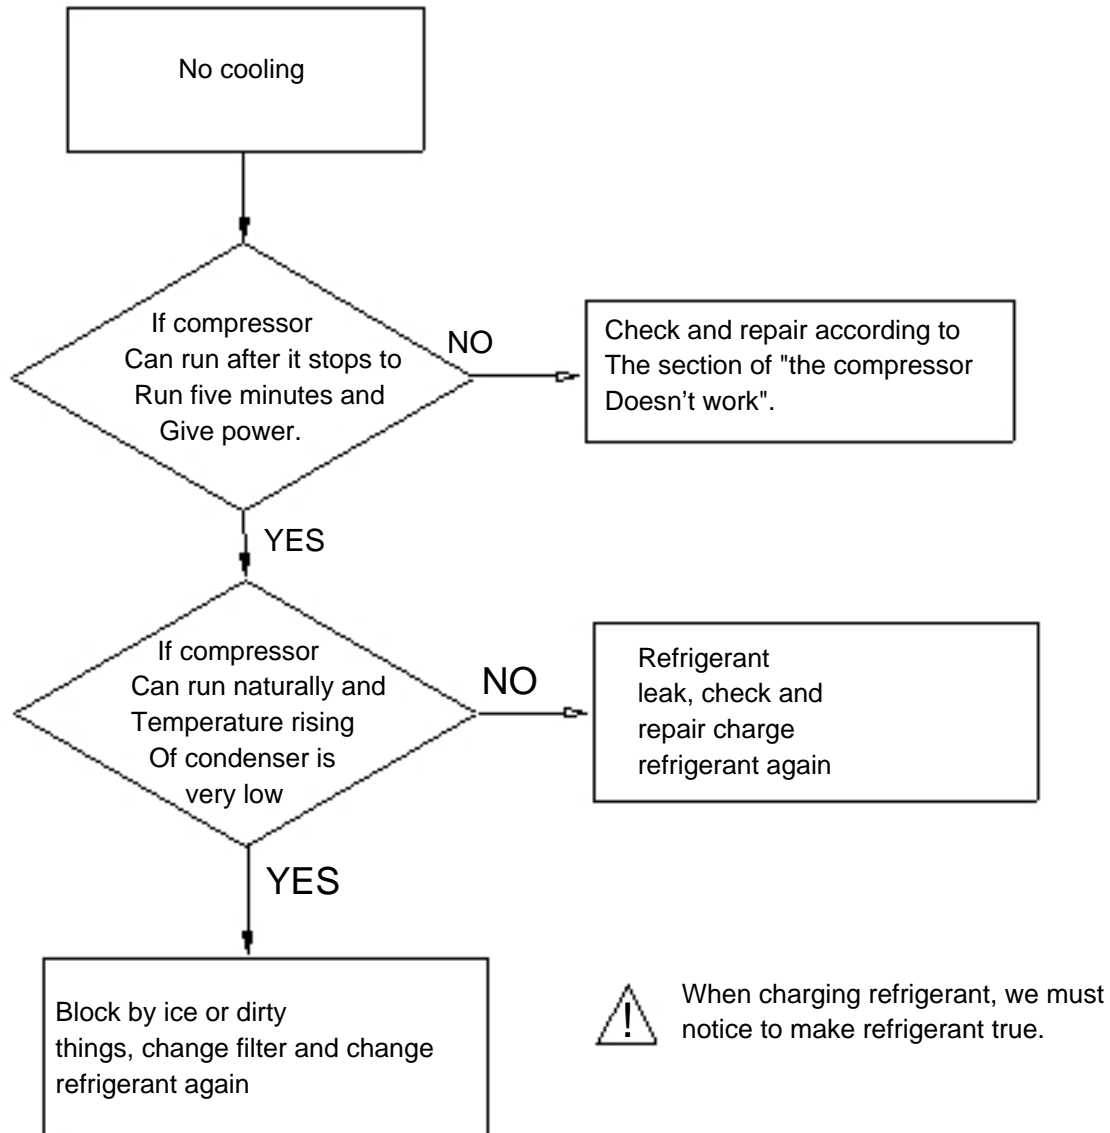 No cooling
If compressor
Can run after it stops to
Run five minutes and
Give power.
NO
Check and repair according to
The section of "the compressor
Doesn't work".
YES
If compressor
Can run naturally and
Temperature rising
Of condenser is
very low
NO
Refrigerant
leak, check and
repair charge
refrigerant again
YES
Block by ice or dirty
things, change filter and change
refrigerant again
!
When charging refrigerant, we must
notice to make refrigerant true.